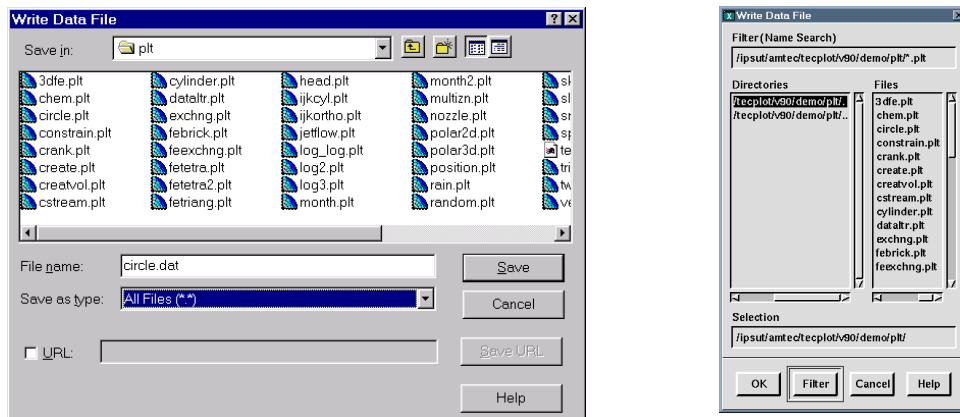 Write Data File
Save in:
plt
3dfe.plt
chem.plt
circle.plt
constrain.plt
crank.plt
create.plt
creatvol.plt
cstream.plt
cylinder.plt
dataltr.plt
exchng.plt
febrick.plt
feexchng.plt
fetetra.plt
fetetra2.plt
fetriang.plt
head.plt
ijkcyl.plt
ijkortho.plt
jetflow.plt
log_log.plt
log2.plt
log3.plt
month.plt
month2.plt
multizn.plt
nozzle.plt
polar2d.plt
polar3d.plt
position.plt
rain.plt
random.plt
File name:
circle.dat
Save
Save as type:
All Files (*.*)
Cancel
URL:
Save URL
Help
Write Data File
Filter(Name Search)
/ipsut/amtec/tecplot/v90/demo/plt/*.plt
Directories
/tecplot/v90/demo/plt/.
/tecplot/v90/demo/plt/..
Files
3dfe.plt
chem.plt
circle.plt
constrain.plt
crank.plt
create.plt
creatvol.plt
cstream.plt
cylinder.plt
dataltr.plt
exchng.plt
febrick.plt
feexchng.plt
Selection
/ipsut/amtec/tecplot/v90/demo/plt/
OK
Filter
Cancel
Help